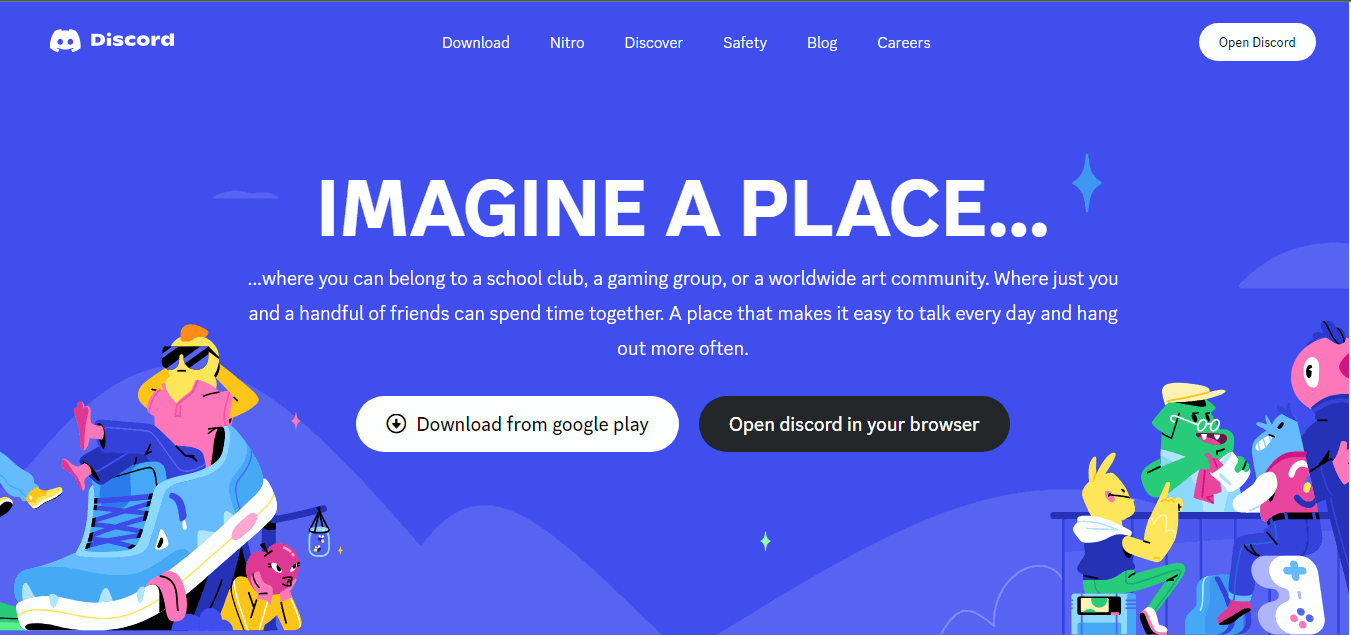 Discord
Download
Nitro
Discover
Safety
Blog
Careers
Open Discord
IMAGINE A PLACE...
...where you can belong to a school club, a gaming group, or a worldwide art community. Where just you
and a handful of friends can spend time together. A place that makes it easy to talk every day and hang
out more often.
Download from google play
Open discord in your browser